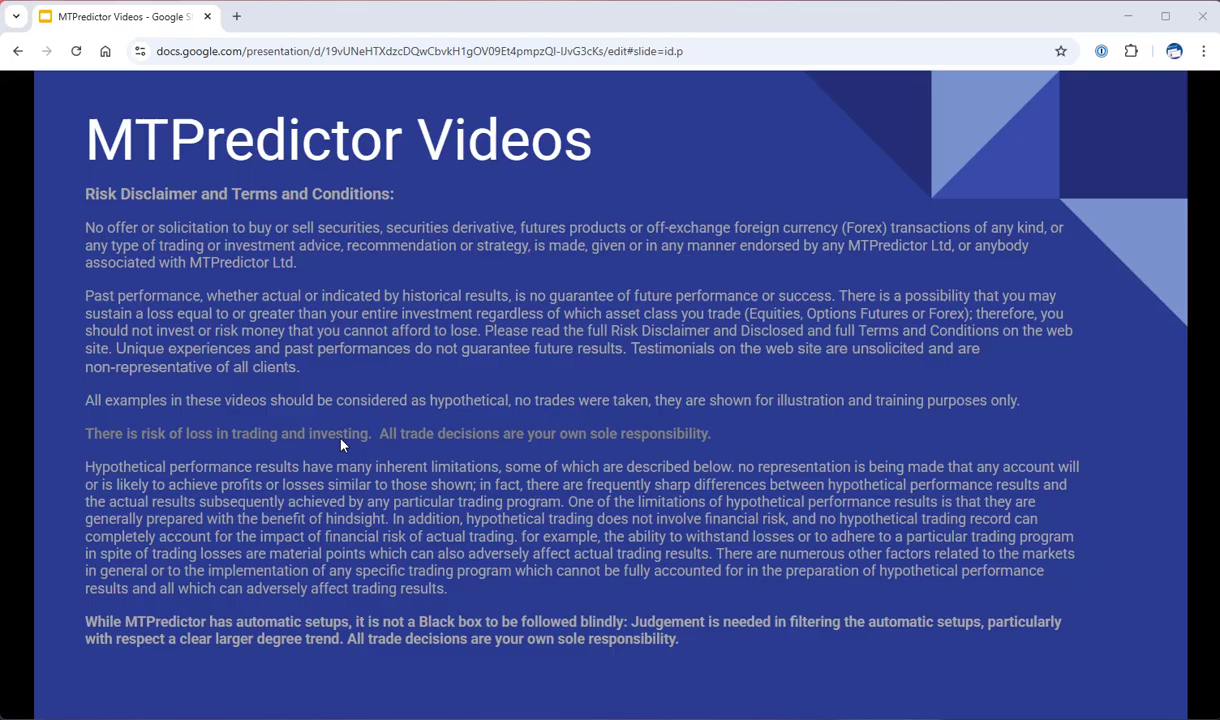 MTPredictor Videos - Google Sl
docs.google.com/presentation/d/19vUNeHTXdzcDQwCbvkH1gOV09Et4pmpzQI-IJvG3cKs/edit#slide=id.p
MTPredictor Videos
Risk Disclaimer and Terms and Conditions:
No offer or solicitation to buy or sell securities, securities derivative, futures products or off-exchange foreign currency (Forex) transactions of any kind, or
any type of trading or investment advice, recommendation or strategy, is made, given or in any manner endorsed by any MTPredictor Ltd, or anybody
associated with MTPredictor Ltd.
Past performance, whether actual or indicated by historical results, is no guarantee of future performance or success. There is a possibility that you may
sustain a loss equal to or greater than your entire investment regardless of which asset class you trade (Equities, Options Futures or Forex); therefore, you
should not invest or risk money that you cannot afford to lose. Please read the full Risk Disclaimer and Disclosed and full Terms and Conditions on the web
site. Unique experiences and past performances do not guarantee future results. Testimonials on the web site are unsolicited and are
non-representative of all clients.
All examples in these videos should be considered as hypothetical, no trades were taken, they are shown for illustration and training purposes only.
There is risk of loss in trading and investing.  All trade decisions are your own sole responsibility.
Hypothetical performance results have many inherent limitations, some of which are described below. no representation is being made that any account will
or is likely to achieve profits or losses similar to those shown; in fact, there are frequently sharp differences between hypothetical performance results and
the actual results subsequently achieved by any particular trading program. One of the limitations of hypothetical performance results is that they are
generally prepared with the benefit of hindsight. In addition, hypothetical trading does not involve financial risk, and no hypothetical trading record can
completely account for the impact of financial risk of actual trading. for example, the ability to withstand losses or to adhere to a particular trading program
in spite of trading losses are material points which can also adversely affect actual trading results. There are numerous other factors related to the markets
in general or to the implementation of any specific trading program which cannot be fully accounted for in the preparation of hypothetical performance
results and all which can adversely affect trading results.
While MTPredictor has automatic setups, it is not a Black box to be followed blindly: Judgement is needed in filtering the automatic setups, particularly
with respect a clear larger degree trend. All trade decisions are your own sole responsibility.